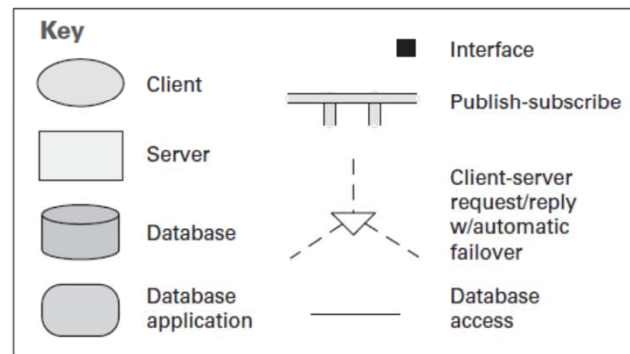 Key
Client
Server
Database
Database
application
Interface
Publish-subscribe
Client-server
request/reply
w/automatic
failover
Database
access